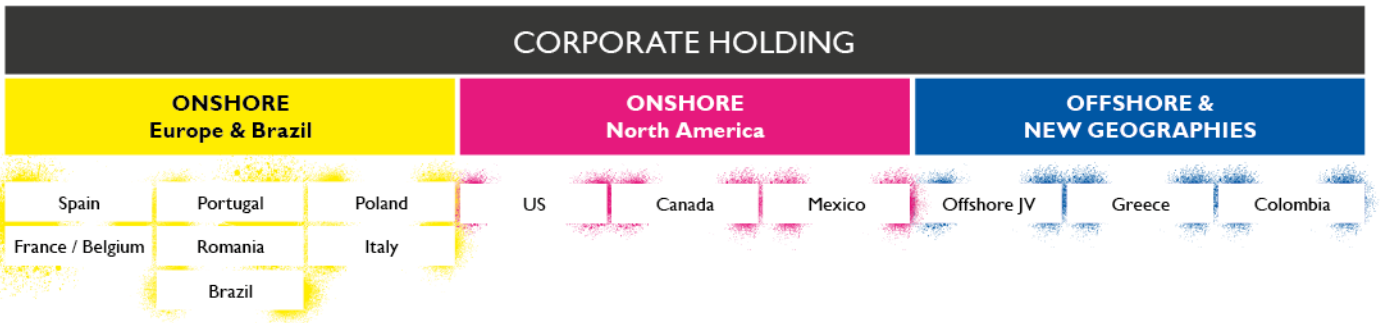 CORPORATE HOLDING
ONSHORE
Europe & Brazil
ONSHORE
North America
OFFSHORE &
NEW GEOGRAPHIES
Spain
Portugal
Poland
US
Canada
Mexico
Offshore JV
Greece
Colombia
France / Belgium
Romania
Italy
Brazil